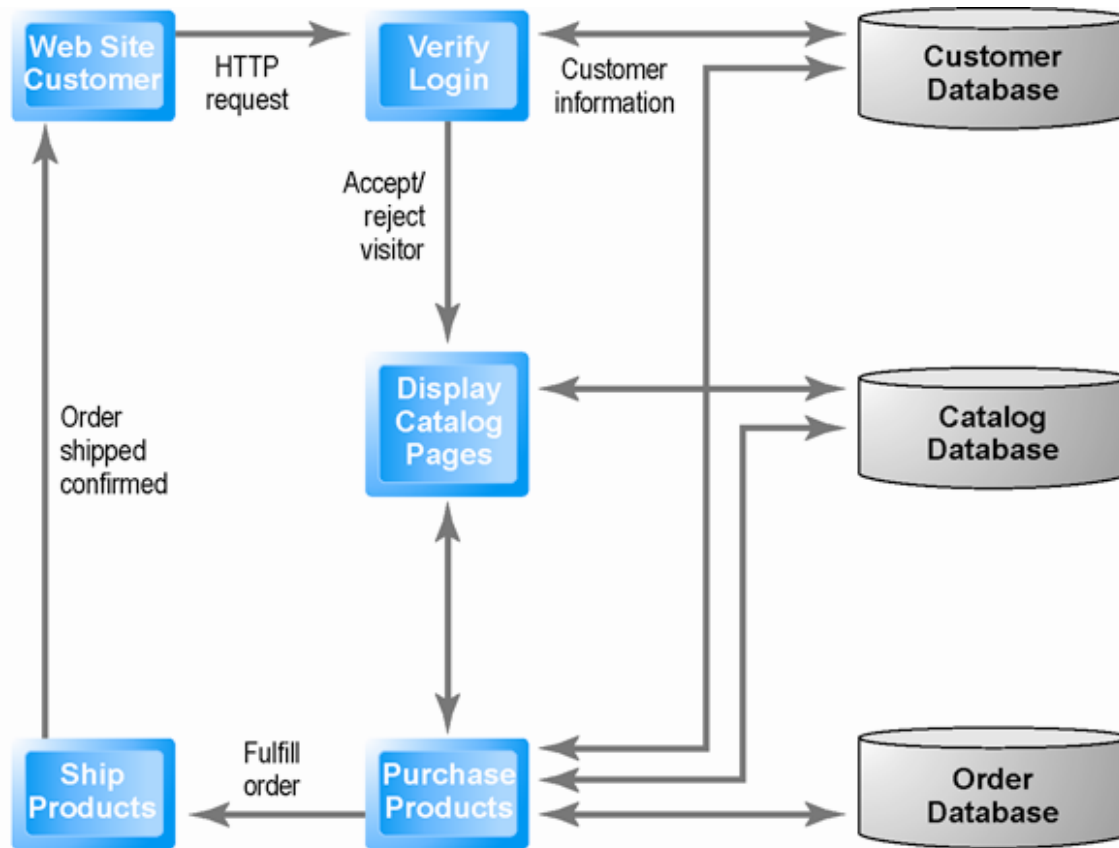 Web Site
Customer
HTTP
request
Verify
Login
Customer
information
Customer
Database
Accept/
reject
visitor
Display
Catalog
Pages
Catalog
Database
Order
shipped
confirmed
Ship
Products
Fulfill
order
Purchase
Products
Order
Database